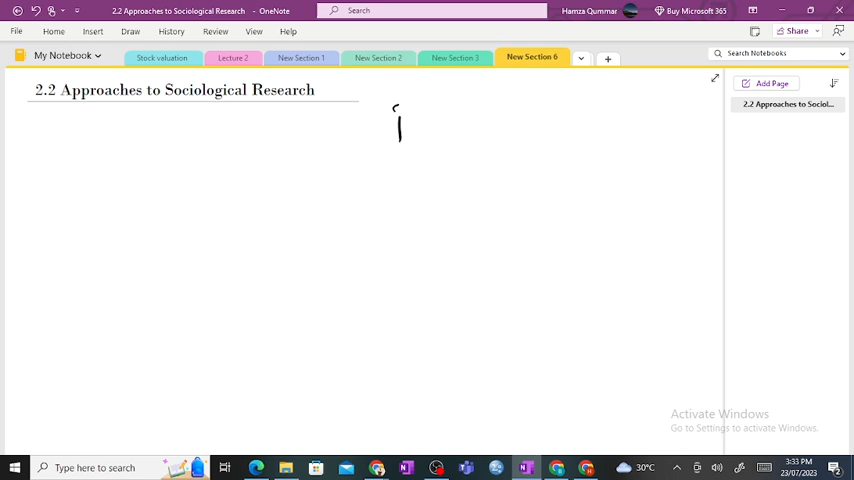 2.2 Approaches to Sociological Research - OneNote
Search
Hamza Qummar
Buy Microsoft 365
File Home Insert Draw History Review View Help
Share
My Notebook
Stock valuation
Lecture 2
New Section 1
New Section 2
New Section 3
New Section 6
Search Notebooks
2.2 Approaches to Sociological Research
Add Page
2.2 Approaches to Sociol...
i
Activate Windows
Go to Settings to activate Windows.
Type here to search
30°C
3:33 PM
23/07/2023
2